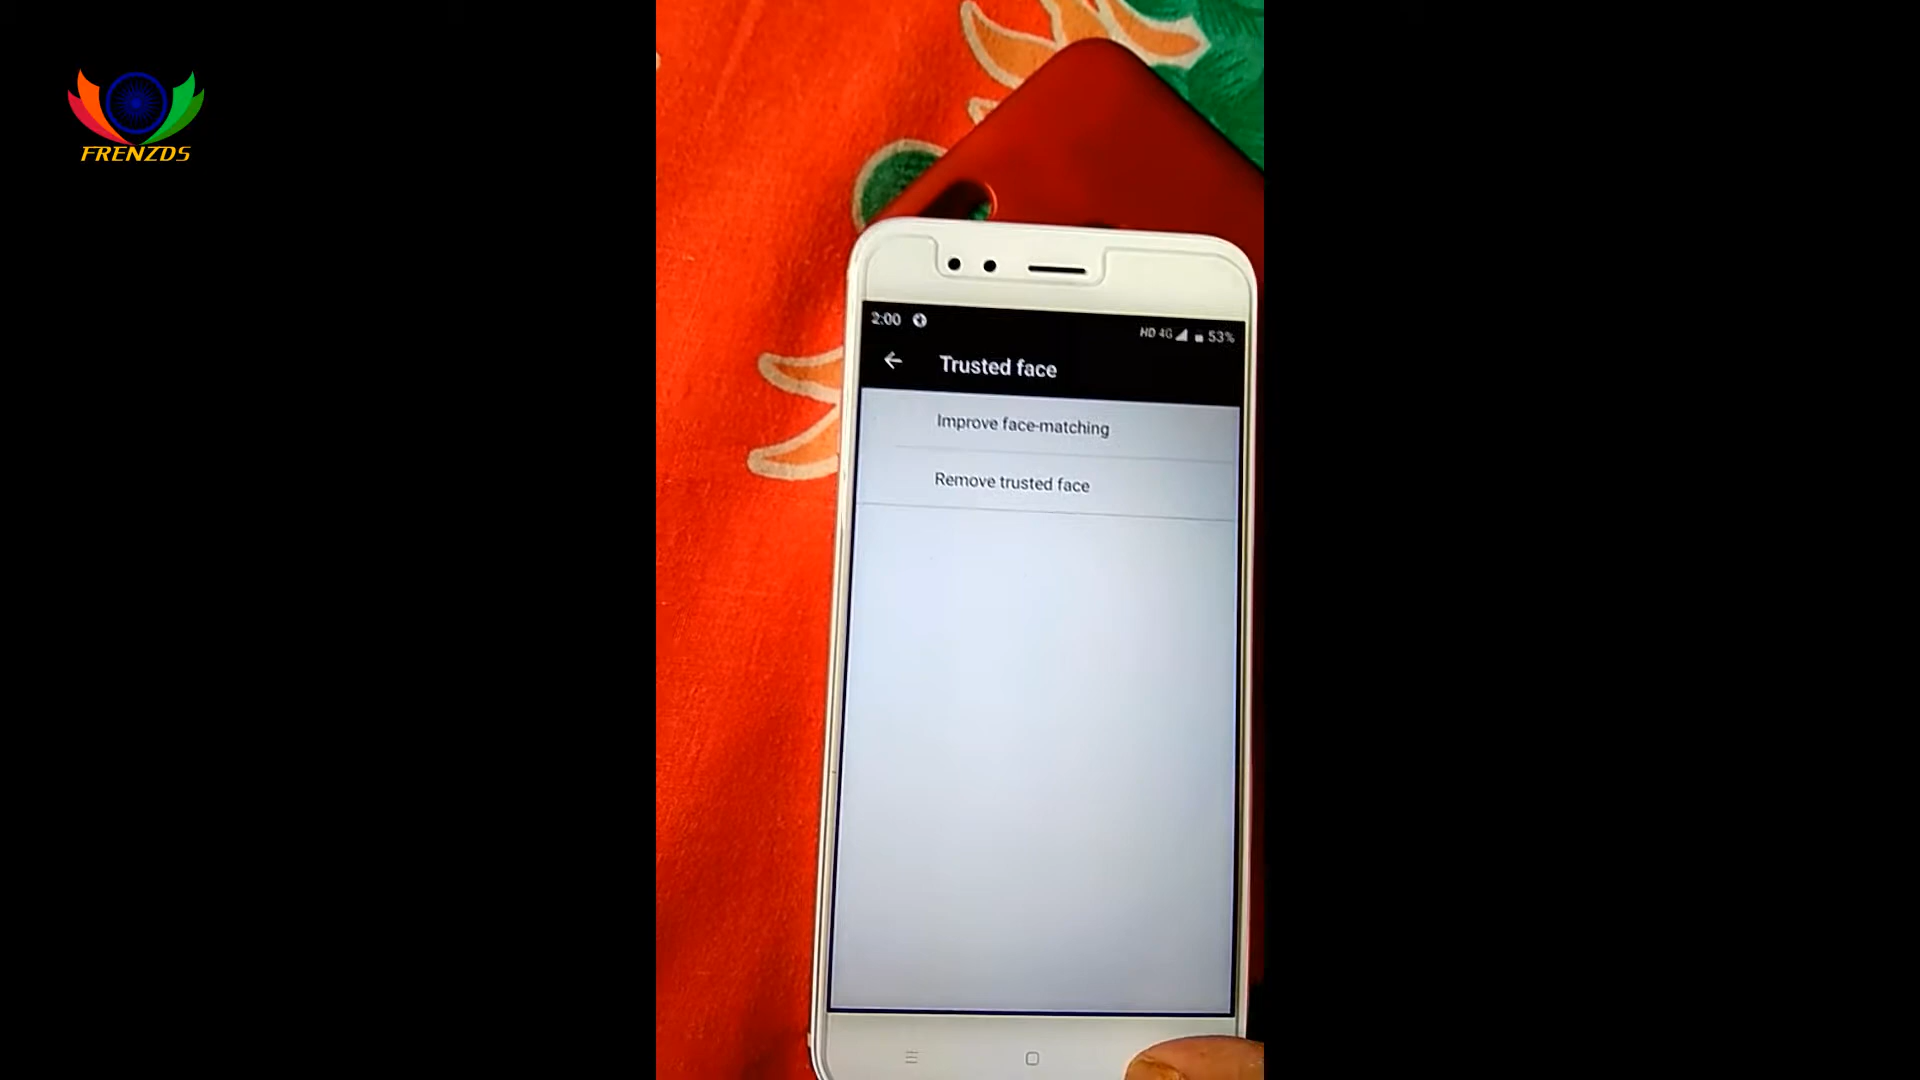 FRENZDS
2:00 HD 4G 53%
Trusted face
Improve face-matching
Remove trusted face